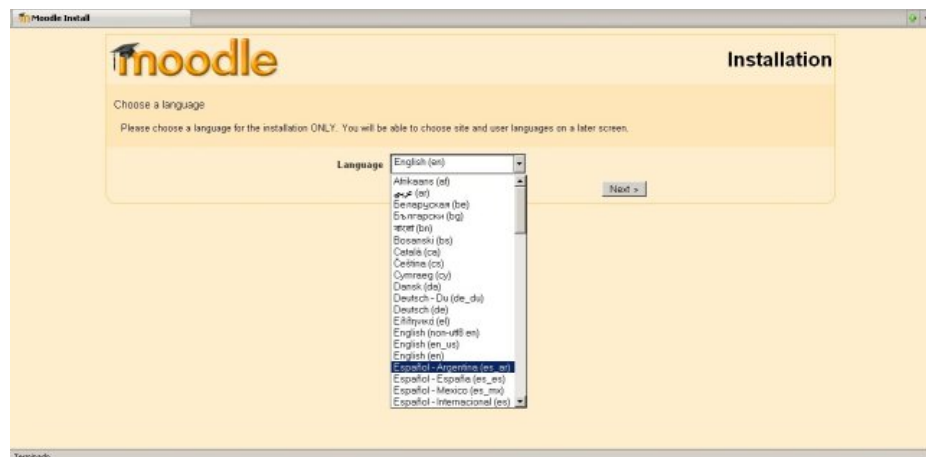 Moodle Install
moodle
Installation
Choose a language
Please choose a language for the installation ONLY. You will be able to choose site and user languages on a later screen.
Language English (en)
Afrikaans (af)
عربي (ar)
Беларуская (be)
Български (bg)
বাংলা (bn)
Bosanski (bs)
Català (ca)
Čeština (cs)
Cymraeg (cy)
Dansk (da)
Deutsch - Du (de_du)
Deutsch (de)
Ελληνικά (el)
English (non-utf8 en)
English (en_us)
English (en)
Español - Argentina (es_ar)
Español - España (es_es)
Español - Mexico (es_mx)
Español - Internacional (es)
Next »
Terminado